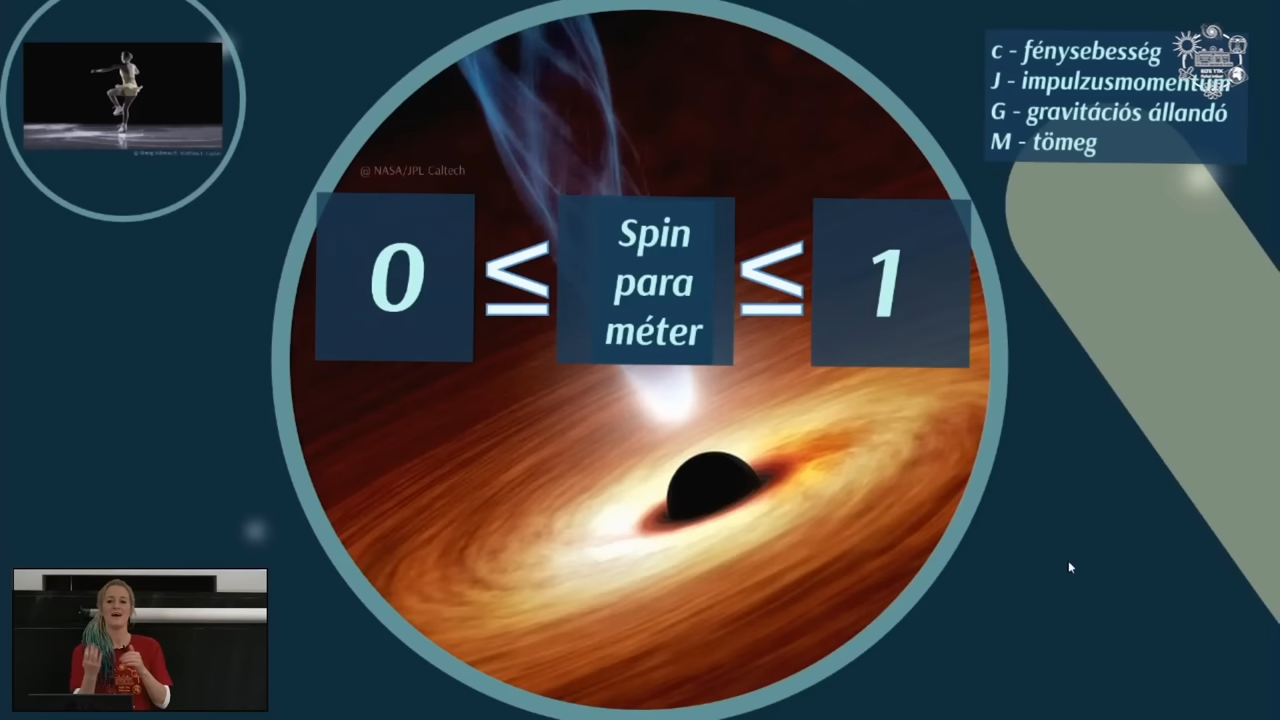 c - fénysebesség
J - impulzusmomentum
G - gravitációs állandó
M - tömeg
@ NASA/JPL Caltech
0 ≤ Spin ≤ 1
para
méter